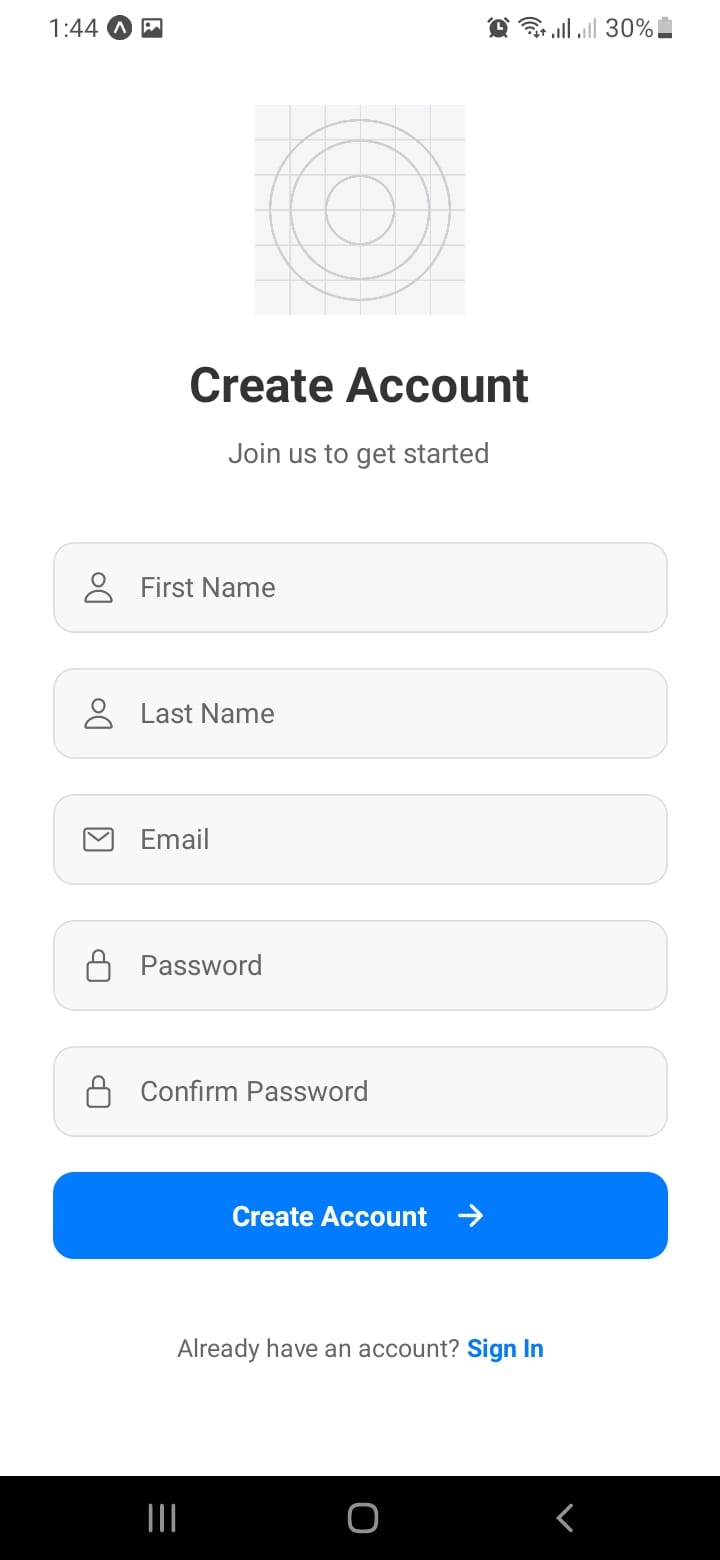 1:44 30%
Create Account
Join us to get started
First Name
Last Name
Email
Password
Confirm Password
Create Account
Already have an account? Sign In